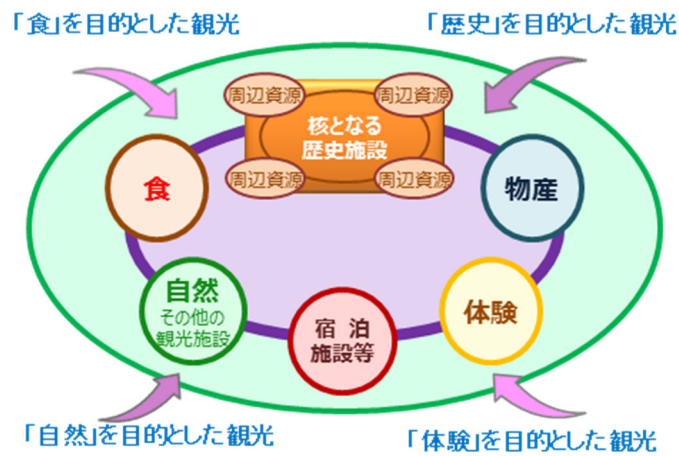 「食」を目的とした観光
「歴史」を目的とした観光
周辺資源
周辺資源
核となる
歴史施設
周辺資源
周辺資源
食
物産
自然
その他の
観光施設
宿 泊
施設等
体験
「自然」を目的とした観光
「体験」を目的とした観光